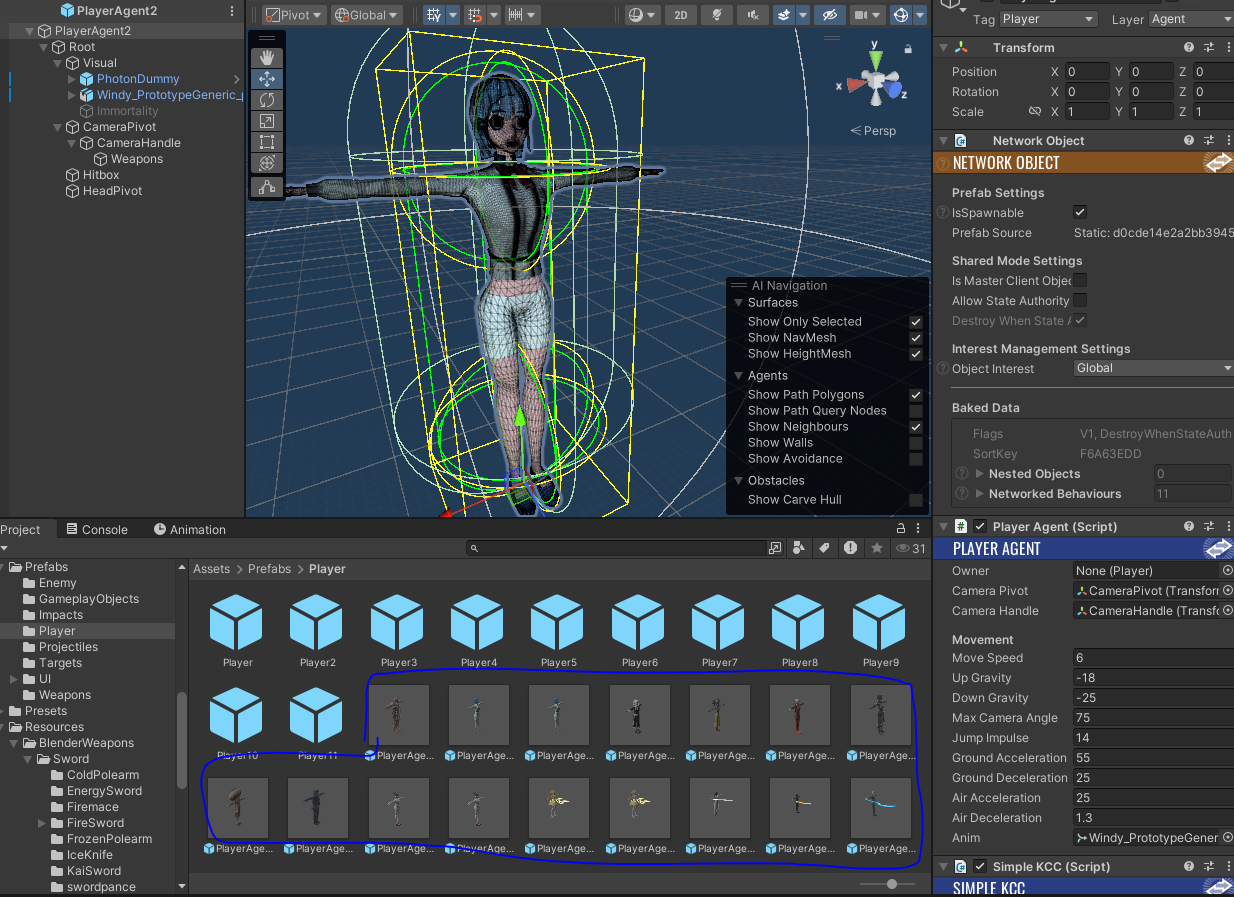 PlayerAgent2
PlayerAgent2
Root
Visual
PhotonDummy
Windy_PrototypeGeneric_
Immortality
CameraPivot
CameraHandle
Weapons
Hitbox
HeadPivot
Pivot
Global
2D
y
x
z
Persp
AI Navigation
Surfaces
Show Only Selected
Show NavMesh
Show HeightMesh
Agents
Show Path Polygons
Show Path Query Nodes
Show Neighbours
Show Walls
Show Avoidance
Obstacles
Show Carve Hull
Tag Player Layer Agent
Transform
Position X 0 Y 0 Z 0
Rotation X 0 Y 0 Z 0
Scale X 1 Y 1 Z 1
Network Object
NETWORK OBJECT
Prefab Settings
IsSpawnable
Prefab Source Static: d0cde14e2a2bb3945
Shared Mode Settings
Is Master Client Objec
Allow State Authority
Destroy When State A
Interest Management Settings
Object Interest Global
Baked Data
Flags V1, DestroyWhenStateAuth
SortKey F6A63EDD
Nested Objects 0
Networked Behaviours 11
Player Agent (Script)
PLAYER AGENT
Owner None (Player)
Camera Pivot CameraPivot (Transforn
Camera Handle CameraHandle (Transfc
Movement
Move Speed 6
Up Gravity -18
Down Gravity -25
Max Camera Angle 75
Jump Impulse 14
Ground Acceleration 55
Ground Deceleration 25
Air Acceleration 25
Air Deceleration 1.3
Anim Windy_PrototypeGener
Simple KCC (Script)
SIMPLE KCC
Project Console Animation
31
Prefabs
Enemy
GameplayObjects
Impacts
Player
Projectiles
Targets
UI
Weapons
Presets
Resources
BlenderWeapons
Sword
ColdPolearm
EnergySword
Firemace
FireSword
FrozenPolearm
IceKnife
KaiSword
swordpance
Assets > Prefabs > Player
Player Player2 Player3 Player4 Player5 Player6 Player7 Player8 Player9
Player10 Player11 PlayerAge... PlayerAge... PlayerAge... PlayerAge... PlayerAge... PlayerAge... PlayerAge...
PlayerAge... PlayerAge... PlayerAge... PlayerAge... PlayerAge... PlayerAge... PlayerAge... PlayerAge... PlayerAge...